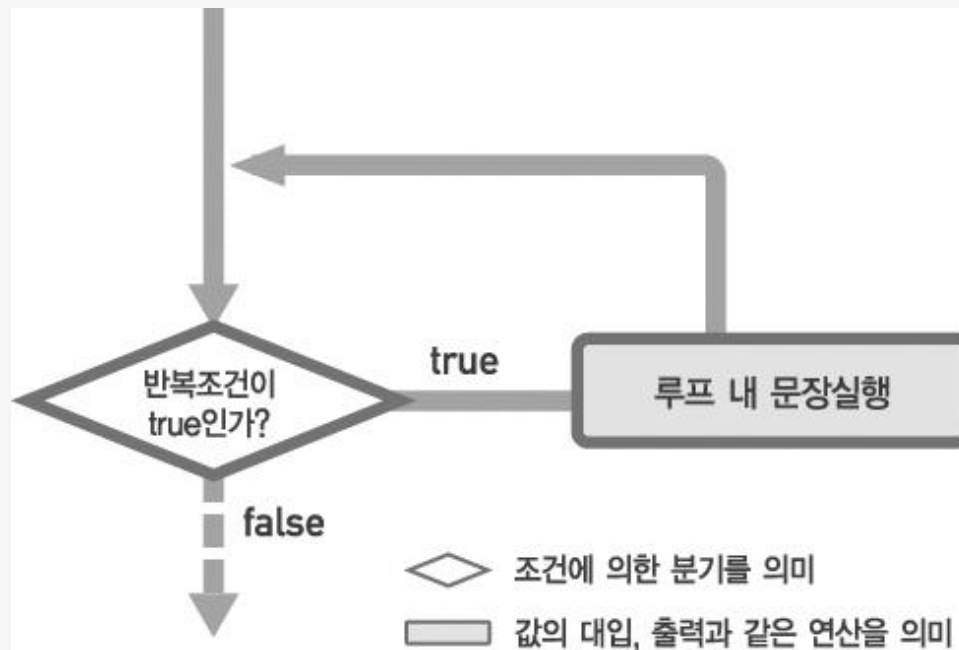 반복조건이
true인가?
true
루프 내 문장실행
false
조건에 의한 분기를 의미
값의 대입, 출력과 같은 연산을 의미